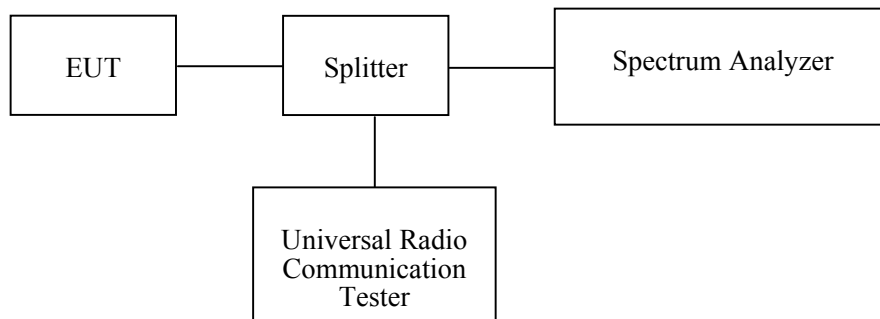 EUT
Splitter
Spectrum Analyzer
Universal Radio
Communication
Tester